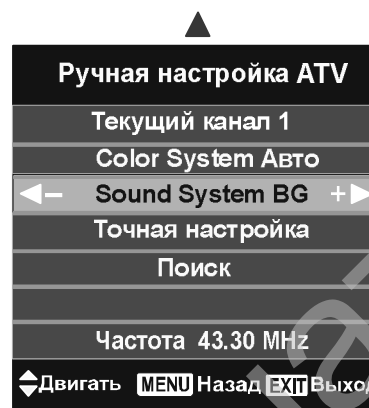 Ручная настройка ATV
Текущий канал 1
Color System Авто
Sound System BG +
Точная настройка
Поиск
Частота 43.30 MHz
Двигать MENU Назад EXIT Выход